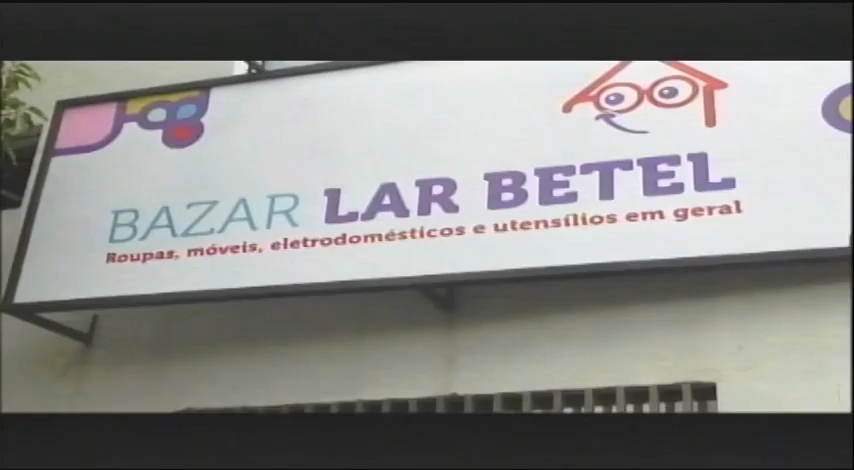 BAZAR LAR BETEL
Roupas, móveis, eletrodomésticos e utensílios em geral